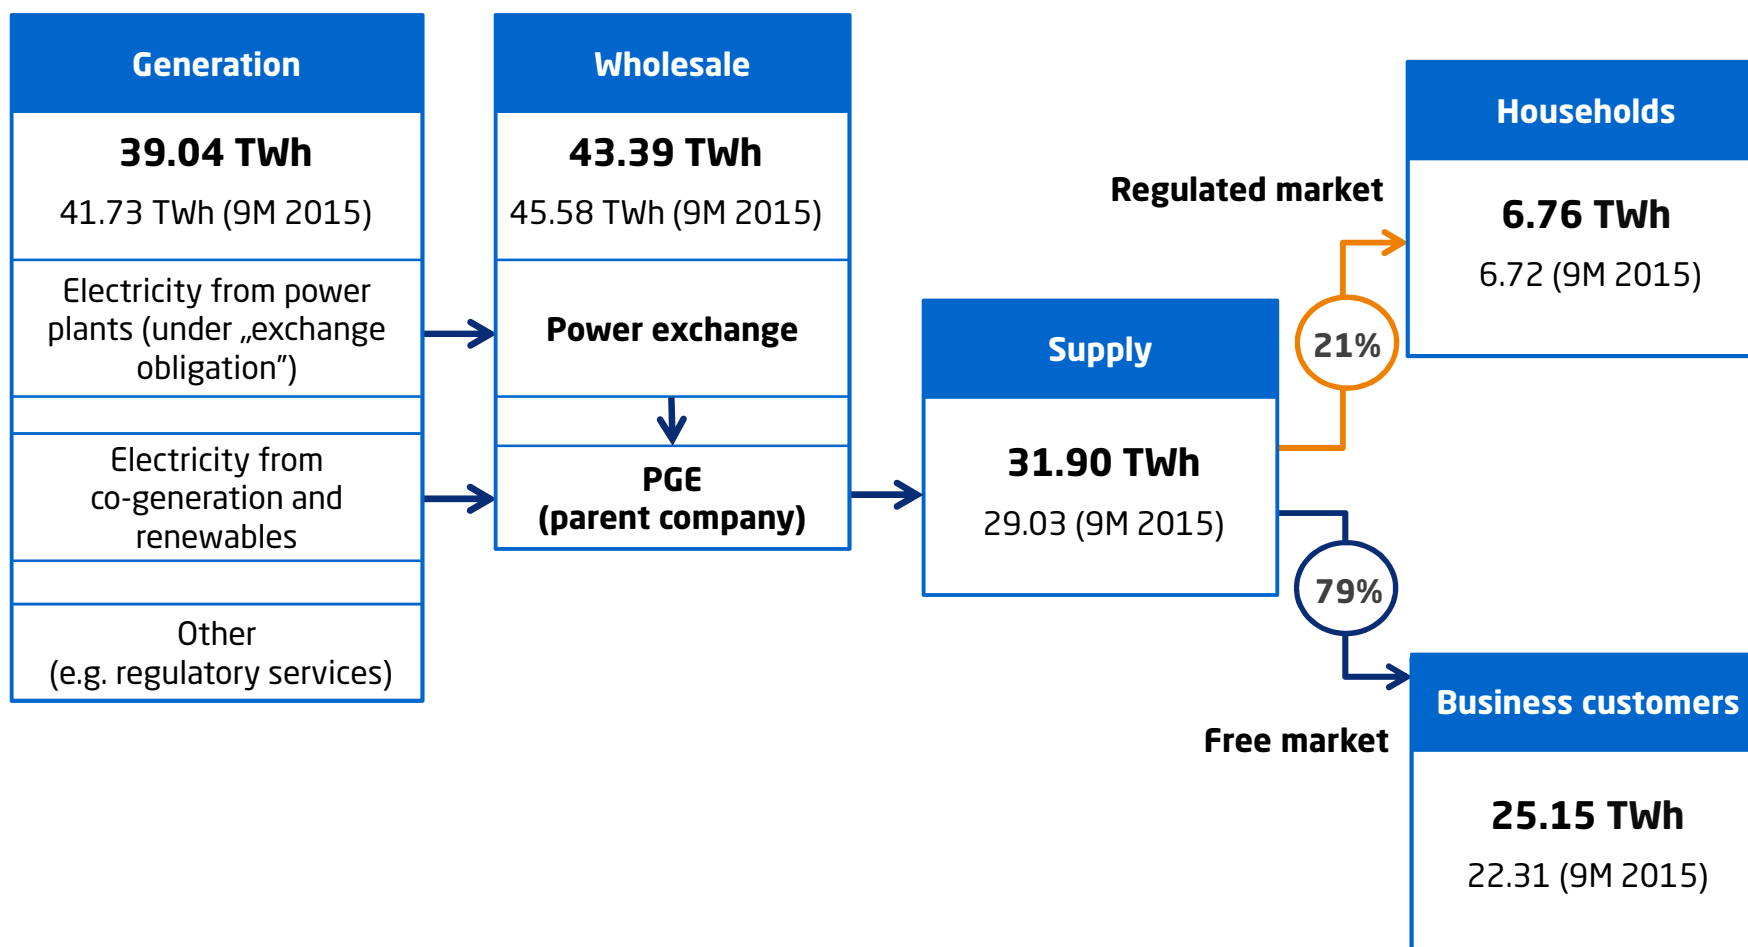 Generation
39.04 TWh
41.73 TWh (9M 2015)
Electricity from power
plants (under „exchange
obligation”)
Electricity from
co-generation and
renewables
Other
(e.g. regulatory services)
Wholesale
43.39 TWh
45.58 TWh (9M 2015)
Power exchange
PGE
(parent company)
Supply
31.90 TWh
29.03 (9M 2015)
Regulated market
21%
Households
6.76 TWh
6.72 (9M 2015)
79%
Free market
Business customers
25.15 TWh
22.31 (9M 2015)